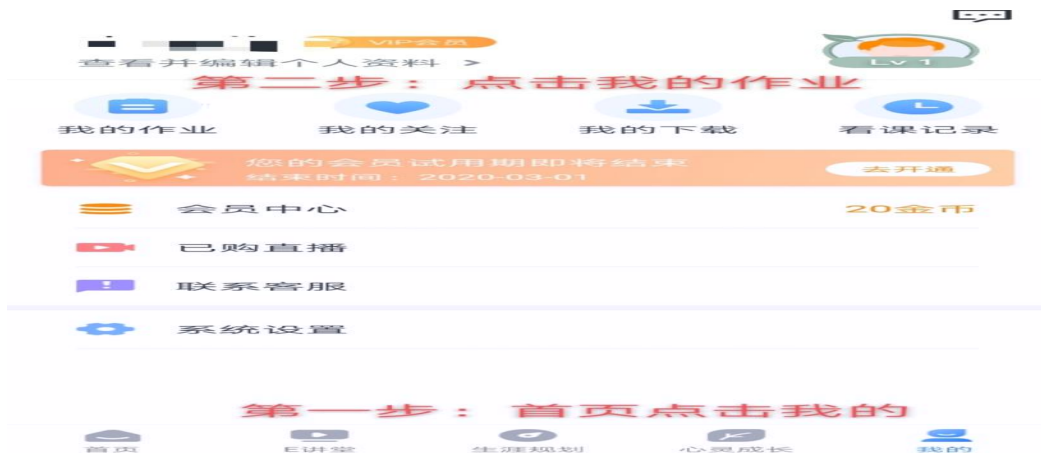 VIP会员
查看并编辑个人资料 >
Lv 1
第二步：点击我的作业
我的作业 我的关注 我的下载 看课记录
您的会员试用期即将结束
结束时间：2020-03-01
去开通
会员中心 20金币
已购直播
联系客服
系统设置
第一步：首页点击我的
首页 E讲堂 生涯规划 心灵成长 我的